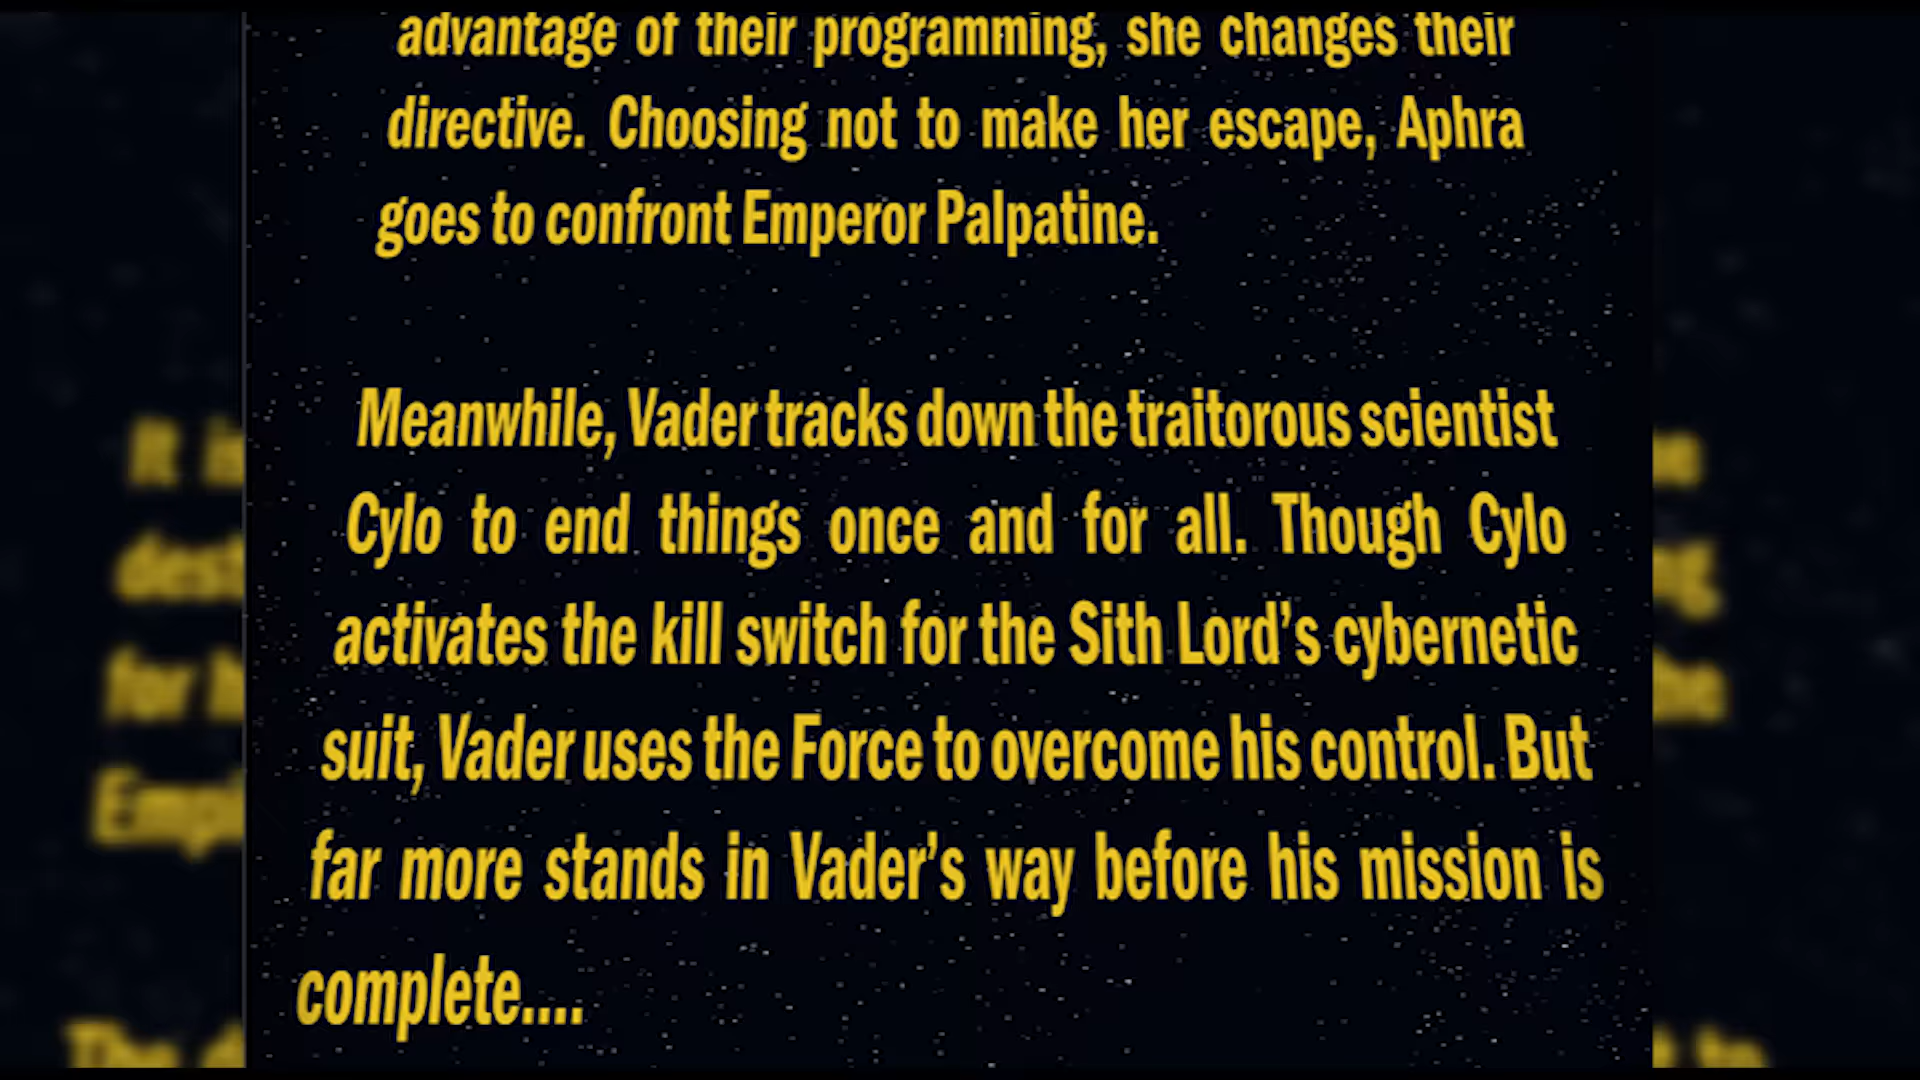 advantage of their programming, she changes their
directive. Choosing not to make her escape, Aphra
goes to confront Emperor Palpatine.
Meanwhile, Vader tracks down the traitorous scientist
Cylo to end things once and for all. Though Cylo
activates the kill switch for the Sith Lord’s cybernetic
suit, Vader uses the Force to overcome his control. But
far more stands in Vader’s way before his mission is
complete....